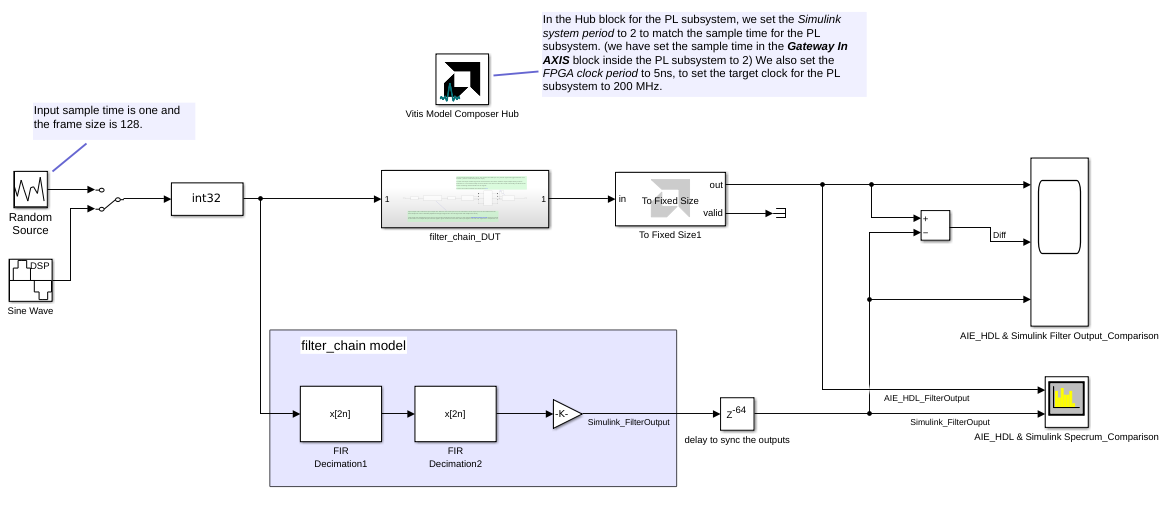 In the Hub block for the PL subsystem, we set the Simulink
system period to 2 to match the sample time for the PL
subsystem. (we have set the sample time in the Gateway In
AXIS block inside the PL subsystem to 2) We also set the
FPGA clock period to 5ns, to set the target clock for the PL
subsystem to 200 MHz.
Vitis Model Composer Hub
Input sample time is one and
the frame size is 128.
Random
Source
DSP
Sine Wave
int32
1
1
filter_chain_DUT
in
To Fixed Size
out
valid
To Fixed Size1
+
−
Diff
AIE_HDL & Simulink Filter Output_Comparison
filter_chain model
x[2n]
FIR
Decimation1
x[2n]
FIR
Decimation2
-K-
Simulink_FilterOutput
Z-64
delay to sync the outputs
AIE_HDL_FilterOutput
Simulink_FilterOuput
AIE_HDL & Simulink Specrum_Comparison